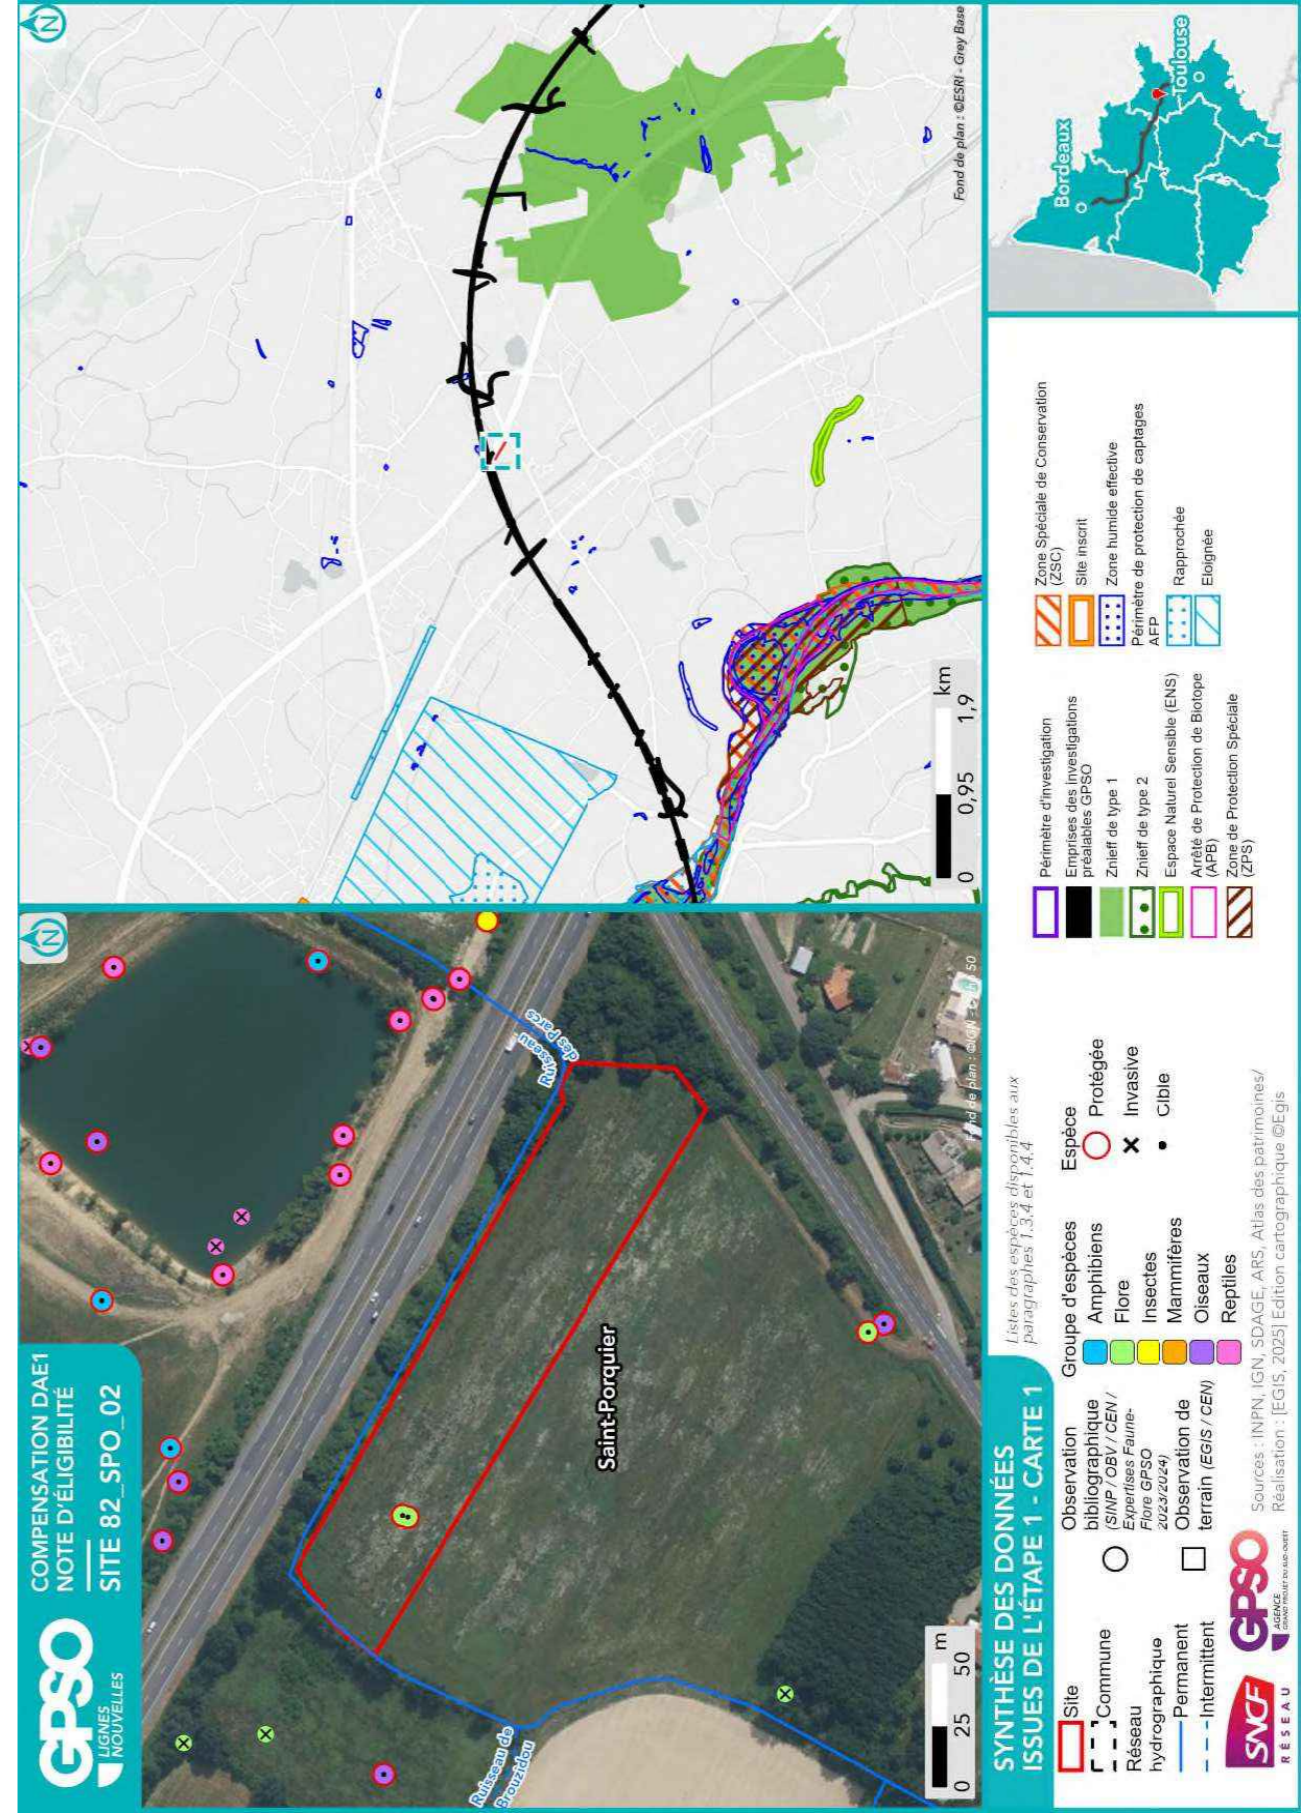 GPSO
LIGNES
NOUVELLES
COMPENSATION DAE1
NOTE D'ÉLIGIBILITÉ
SITE 82_SPO_02
N
Ruisseau
des Parcs
Saint-Porquier
Ruisseau de
Brouzidou
0 25 50 m
Fond de plan : ©IGN
50
N
0 0,95 1,9 km
Fond de plan : ©ESRI - Grey Base
SYNTHÈSE DES DONNÉES
ISSUES DE L'ÉTAPE 1 - CARTE 1
Listes des espèces disponibles aux
paragraphes 1.3.4 et 1.4.4
Site
Commune
Réseau
hydrographique
Permanent
Intermittent
Observation
bibliographique
(SINP / OBV / CEN /
Expertises Faune-
Flore GPSO
2023/2024)
Observation de
terrain (EGIS / CEN)
Groupe d'espèces
Amphibiens
Flore
Insectes
Mammifères
Oiseaux
Reptiles
Espèce
Protégée
Invasive
Cible
Périmètre d'investigation
Emprises des investigations
préalables GPSO
Znieff de type 1
Znieff de type 2
Espace Naturel Sensible (ENS)
Arrêté de Protection de Biotope
(APB)
Zone de Protection Spéciale
(ZPS)
Zone Spéciale de Conservation
(ZSC)
Site inscrit
Zone humide effective
Périmètre de protection de captages
AEP
Rapprochée
Eloignée
SNCF
RÉSEAU
GPSO
AGENCE
GRAND PROJET DU SUD-OUEST
Sources : INPN, IGN, SDAGE, ARS, Atlas des patrimoines/
Réalisation : [EGIS, 2025] Edition cartographique ©Egis
Bordeaux
Toulouse